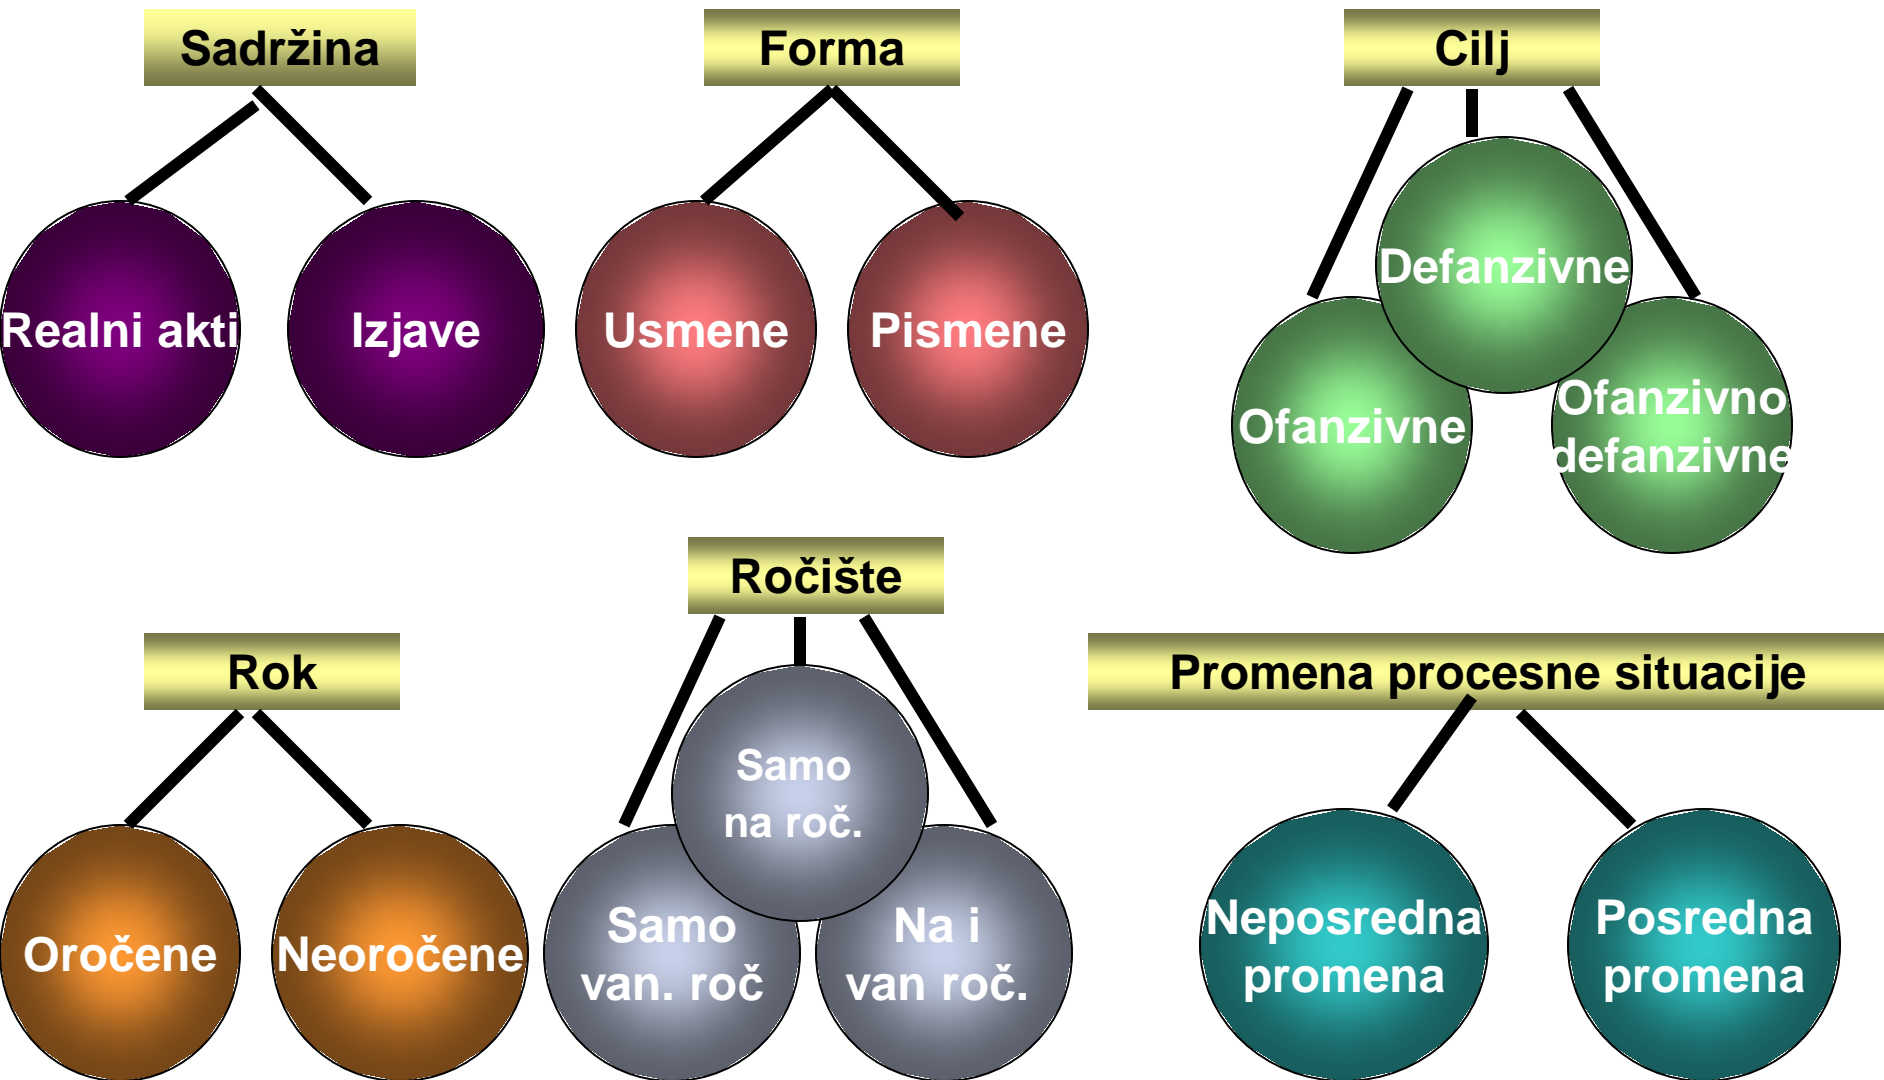 Sadržina
Realni akti
Izjave
Forma
Usmene
Pismene
Cilj
Defanzivne
Ofanzivne
Ofanzivno
defanzivne
Rok
Oročene
Neoročene
Ročište
Samo
na roč.
Samo
van. roč
Na i
van roč.
Promena procesne situacije
Neposredna
promena
Posredna
promena